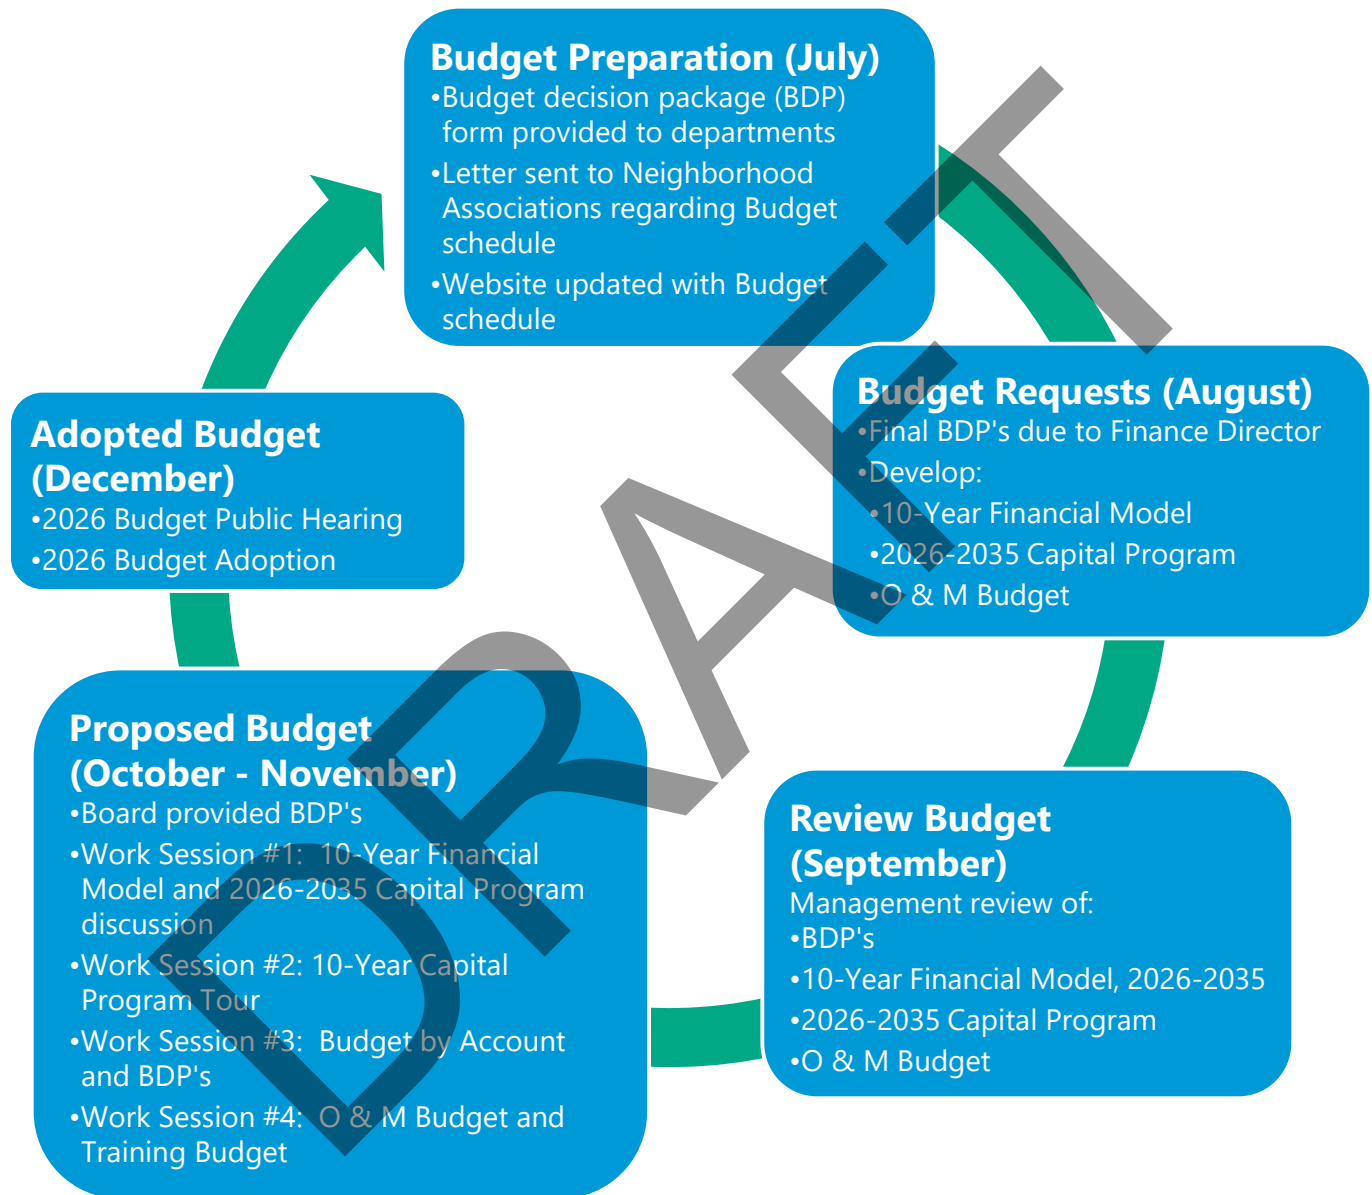 Budget Preparation (July)
•Budget decision package (BDP)
form provided to departments
•Letter sent to Neighborhood
Associations regarding Budget
schedule
•Website updated with Budget
schedule
Budget Requests (August)
•Final BDP's due to Finance Director
•Develop:
•10-Year Financial Model
•2026-2035 Capital Program
•O & M Budget
Review Budget
(September)
Management review of:
•BDP's
•10-Year Financial Model, 2026-2035
•2026-2035 Capital Program
•O & M Budget
Proposed Budget
(October - November)
•Board provided BDP's
•Work Session #1:  10-Year Financial
Model and 2026-2035 Capital Program
discussion
•Work Session #2: 10-Year Capital
Program Tour
•Work Session #3:  Budget by Account
and BDP's
•Work Session #4:  O & M Budget and
Training Budget
Adopted Budget
(December)
•2026 Budget Public Hearing
•2026 Budget Adoption
DRAFT